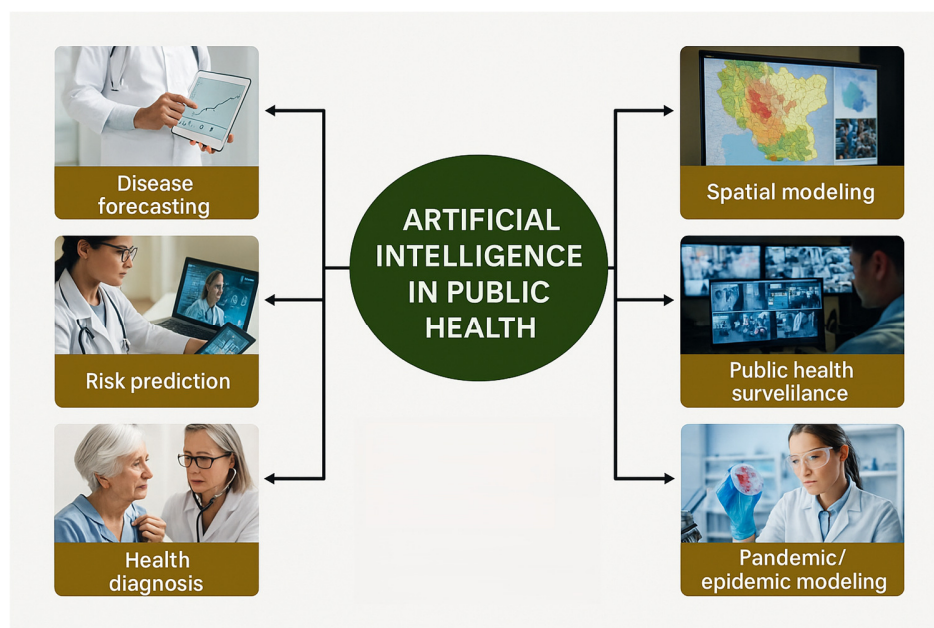 Disease
forecasting
Risk prediction
Health
diagnosis
ARTIFICIAL
INTELLIGENCE
IN PUBLIC
HEALTH
Spatial modeling
Public health
survelilance
Pandemic/
epidemic modeling